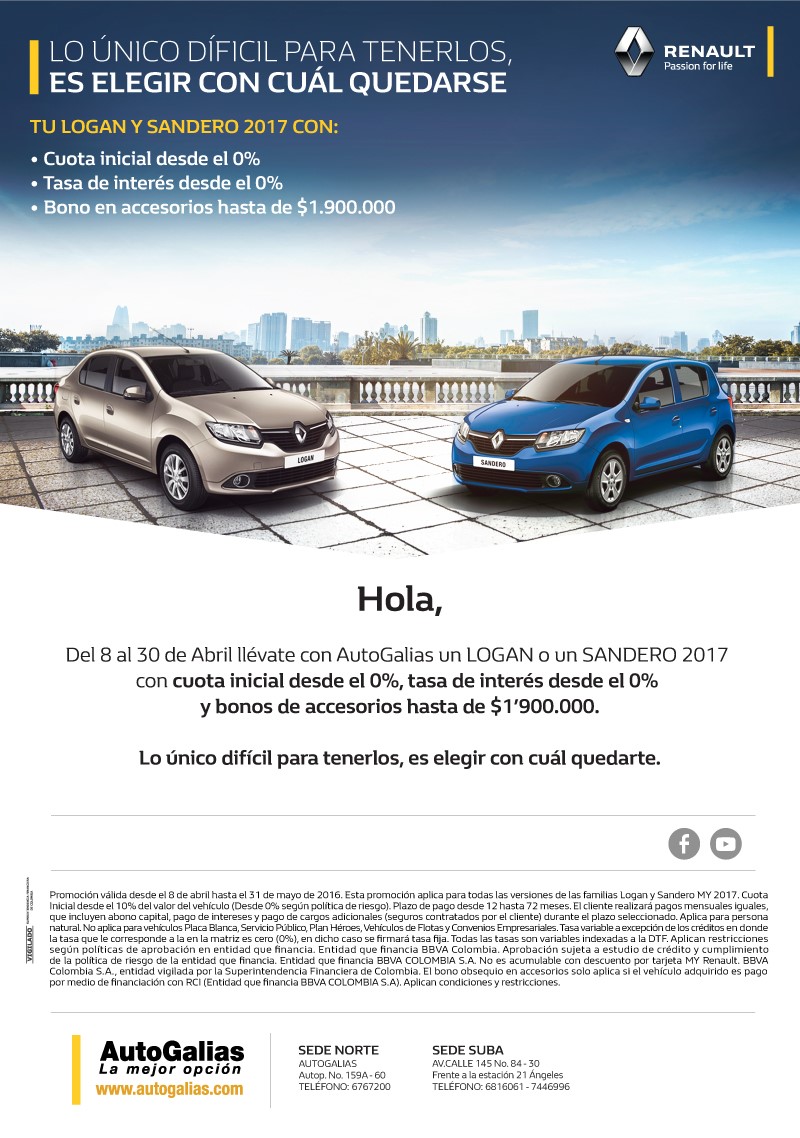 LO ÚNICO DÍFICIL PARA TENERLOS,
ES ELEGIR CON CUÁL QUEDARSE
RENAULT
Passion for life
TU LOGAN Y SANDERO 2017 CON:
• Cuota inicial desde el 0%
• Tasa de interés desde el 0%
• Bono en accesorios hasta de $1.900.000
LOGAN
SANDERO
Hola,
Del 8 al 30 de Abril llévate con AutoGalias un LOGAN o un SANDERO 2017
con cuota inicial desde el 0%, tasa de interés desde el 0%
y bonos de accesorios hasta de $1'900.000.
Lo único difícil para tenerlos, es elegir con cuál quedarte.
VIGILADO
Promoción válida desde el 8 de abril hasta el 31 de mayo de 2016. Esta promoción aplica para todas las versiones de las familias Logan y Sandero MY 2017. Cuota
Inicial desde el 10% del valor del vehículo (Desde 0% según política de riesgo). Plazo de pago desde 12 hasta 72 meses. El cliente realizará pagos mensuales iguales,
que incluyen abono capital, pago de intereses y pago de cargos adicionales (seguros contratados por el cliente) durante el plazo seleccionado. Aplica para persona
natural. No aplica para vehículos Placa Blanca, Servicio Público, Plan Héroes, Vehículos de Flotas y Convenios Empresariales. Tasa variable a excepción de los créditos en donde
la tasa que le corresponde a la en la matriz es cero (0%), en dicho caso se firmará tasa fija. Todas las tasas son variables indexadas a la DTF. Aplican restricciones
según políticas de aprobación en entidad que financia. Entidad que financia BBVA Colombia. Aprobación sujeta a estudio de crédito y cumplimiento
de la política de riesgo de la entidad que financia. Entidad que financia BBVA COLOMBIA S.A. No es acumulable con descuento por tarjeta MY Renault. BBVA
Colombia S.A., entidad vigilada por la Superintendencia Financiera de Colombia. El bono obsequio en accesorios solo aplica si el vehículo adquirido es pago
por medio de financiación con RCI (Entidad que financia BBVA COLOMBIA S.A). Aplican condiciones y restricciones.
AutoGalias
La mejor opción
www.autogalias.com
SEDE NORTE
AUTOGALIAS
Autop. No. 159A - 60
TELÉFONO: 6767200
SEDE SUBA
AV.CALLE 145 No. 84 - 30
Frente a la estación 21 Ángeles
TELÉFONO: 6816061 - 7446996